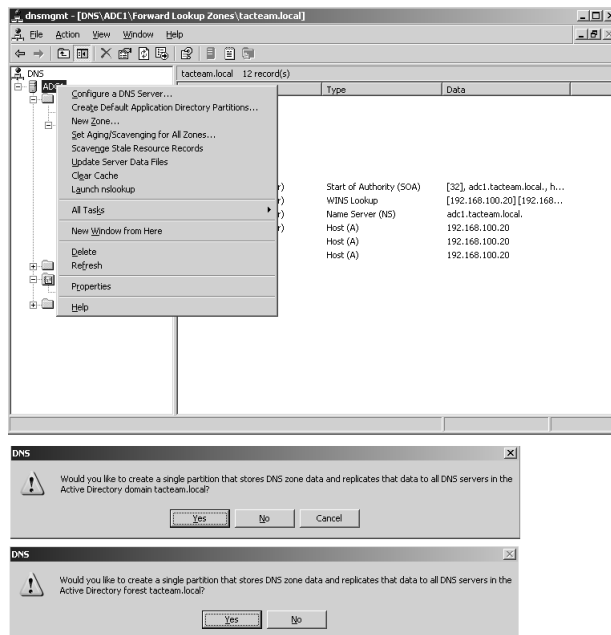 dnsmgmt - [DNS\ADC1\Forward Lookup Zones\tacteam.local]
File Action View Window Help
DNS
tacteam.local 12 record(s)
Type Data
Configure a DNS Server...
Create Default Application Directory Partitions...
New Zone...
Set Aging/Scavenging for All Zones...
Scavenge Stale Resource Records
Update Server Data Files
Clear Cache
Launch nslookup
All Tasks
New Window from Here
Delete
Refresh
Properties
Help
Start of Authority (SOA) [32], adc1.tacteam.local., h...
WINS Lookup [192.168.100.20] [192.168...
Name Server (NS) adc1.tacteam.local.
Host (A) 192.168.100.20
Host (A) 192.168.100.20
Host (A) 192.168.100.20
DNS
Would you like to create a single partition that stores DNS zone data and replicates that data to all DNS servers in the
Active Directory domain tacteam.local?
Yes No Cancel
DNS
Would you like to create a single partition that stores DNS zone data and replicates that data to all DNS servers in the
Active Directory forest tacteam.local?
Yes No